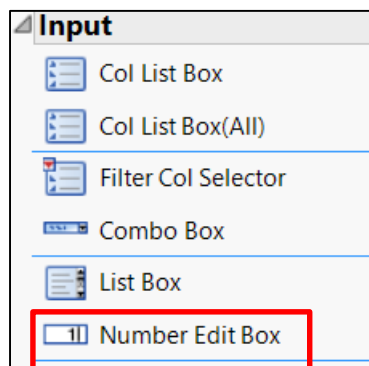 Input
Col List Box
Col List Box(All)
Filter Col Selector
Combo Box
List Box
Number Edit Box